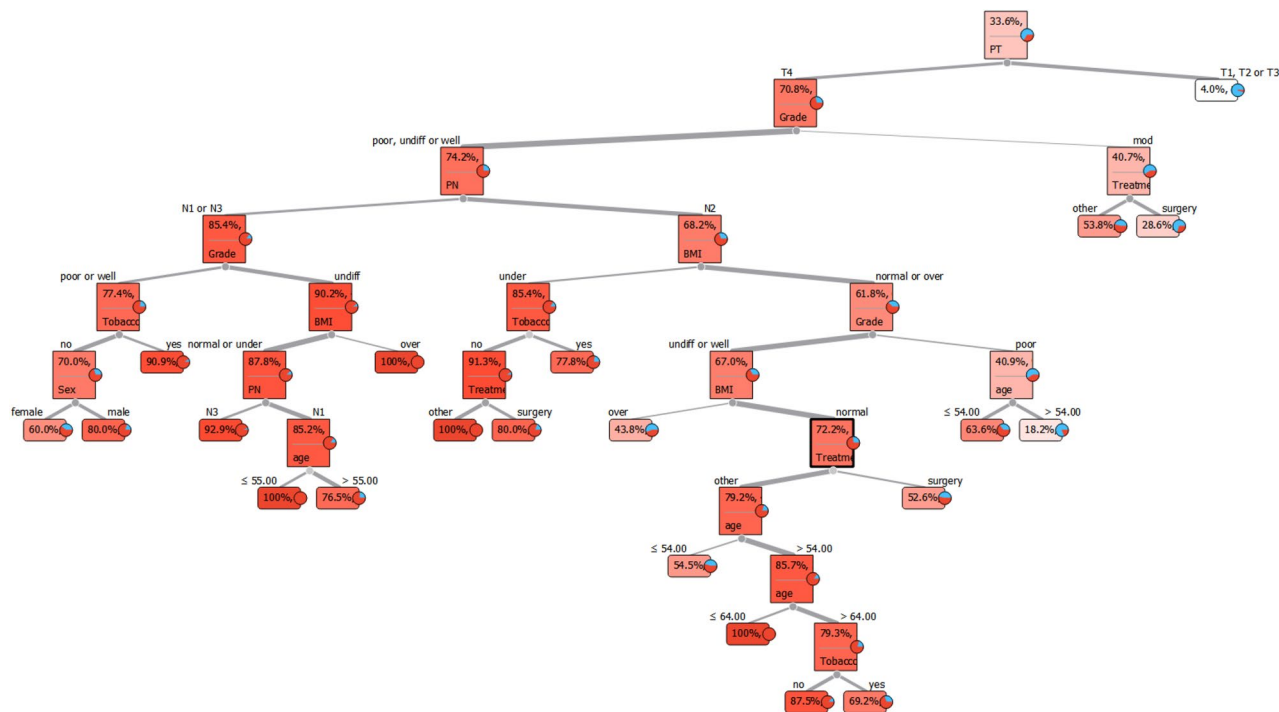 33.6%,
PT
T4
T1, T2 or T3
70.8%,
Grade
4.0%,
poor, undiff or well
mod
74.2%,
PN
40.7%,
Treatme
N1 or N3
N2
other
surgery
85.4%,
Grade
68.2%,
BMI
53.8%,
28.6%,
poor or well
undiff
under
normal or over
77.4%,
Tobacco
90.2%,
BMI
85.4%,
Tobacco
61.8%,
Grade
no
yes
normal or under
over
no
yes
undiff or well
poor
70.0%,
Sex
90.9%,
87.8%,
PN
100%,
91.3%,
Treatme
77.8%,
67.0%,
BMI
40.9%,
age
female
male
N3
N1
other
surgery
over
normal
≤ 54.00
> 54.00
60.0%,
80.0%,
92.9%,
85.2%,
age
100%,
80.0%,
43.8%,
72.2%,
Treatme
63.6%,
18.2%,
≤ 55.00
> 55.00
other
surgery
100%,
76.5%,
79.2%,
age
52.6%,
≤ 54.00
> 54.00
54.5%,
85.7%,
age
≤ 64.00
> 64.00
100%,
79.3%,
Tobacco
no
yes
87.5%,
69.2%,